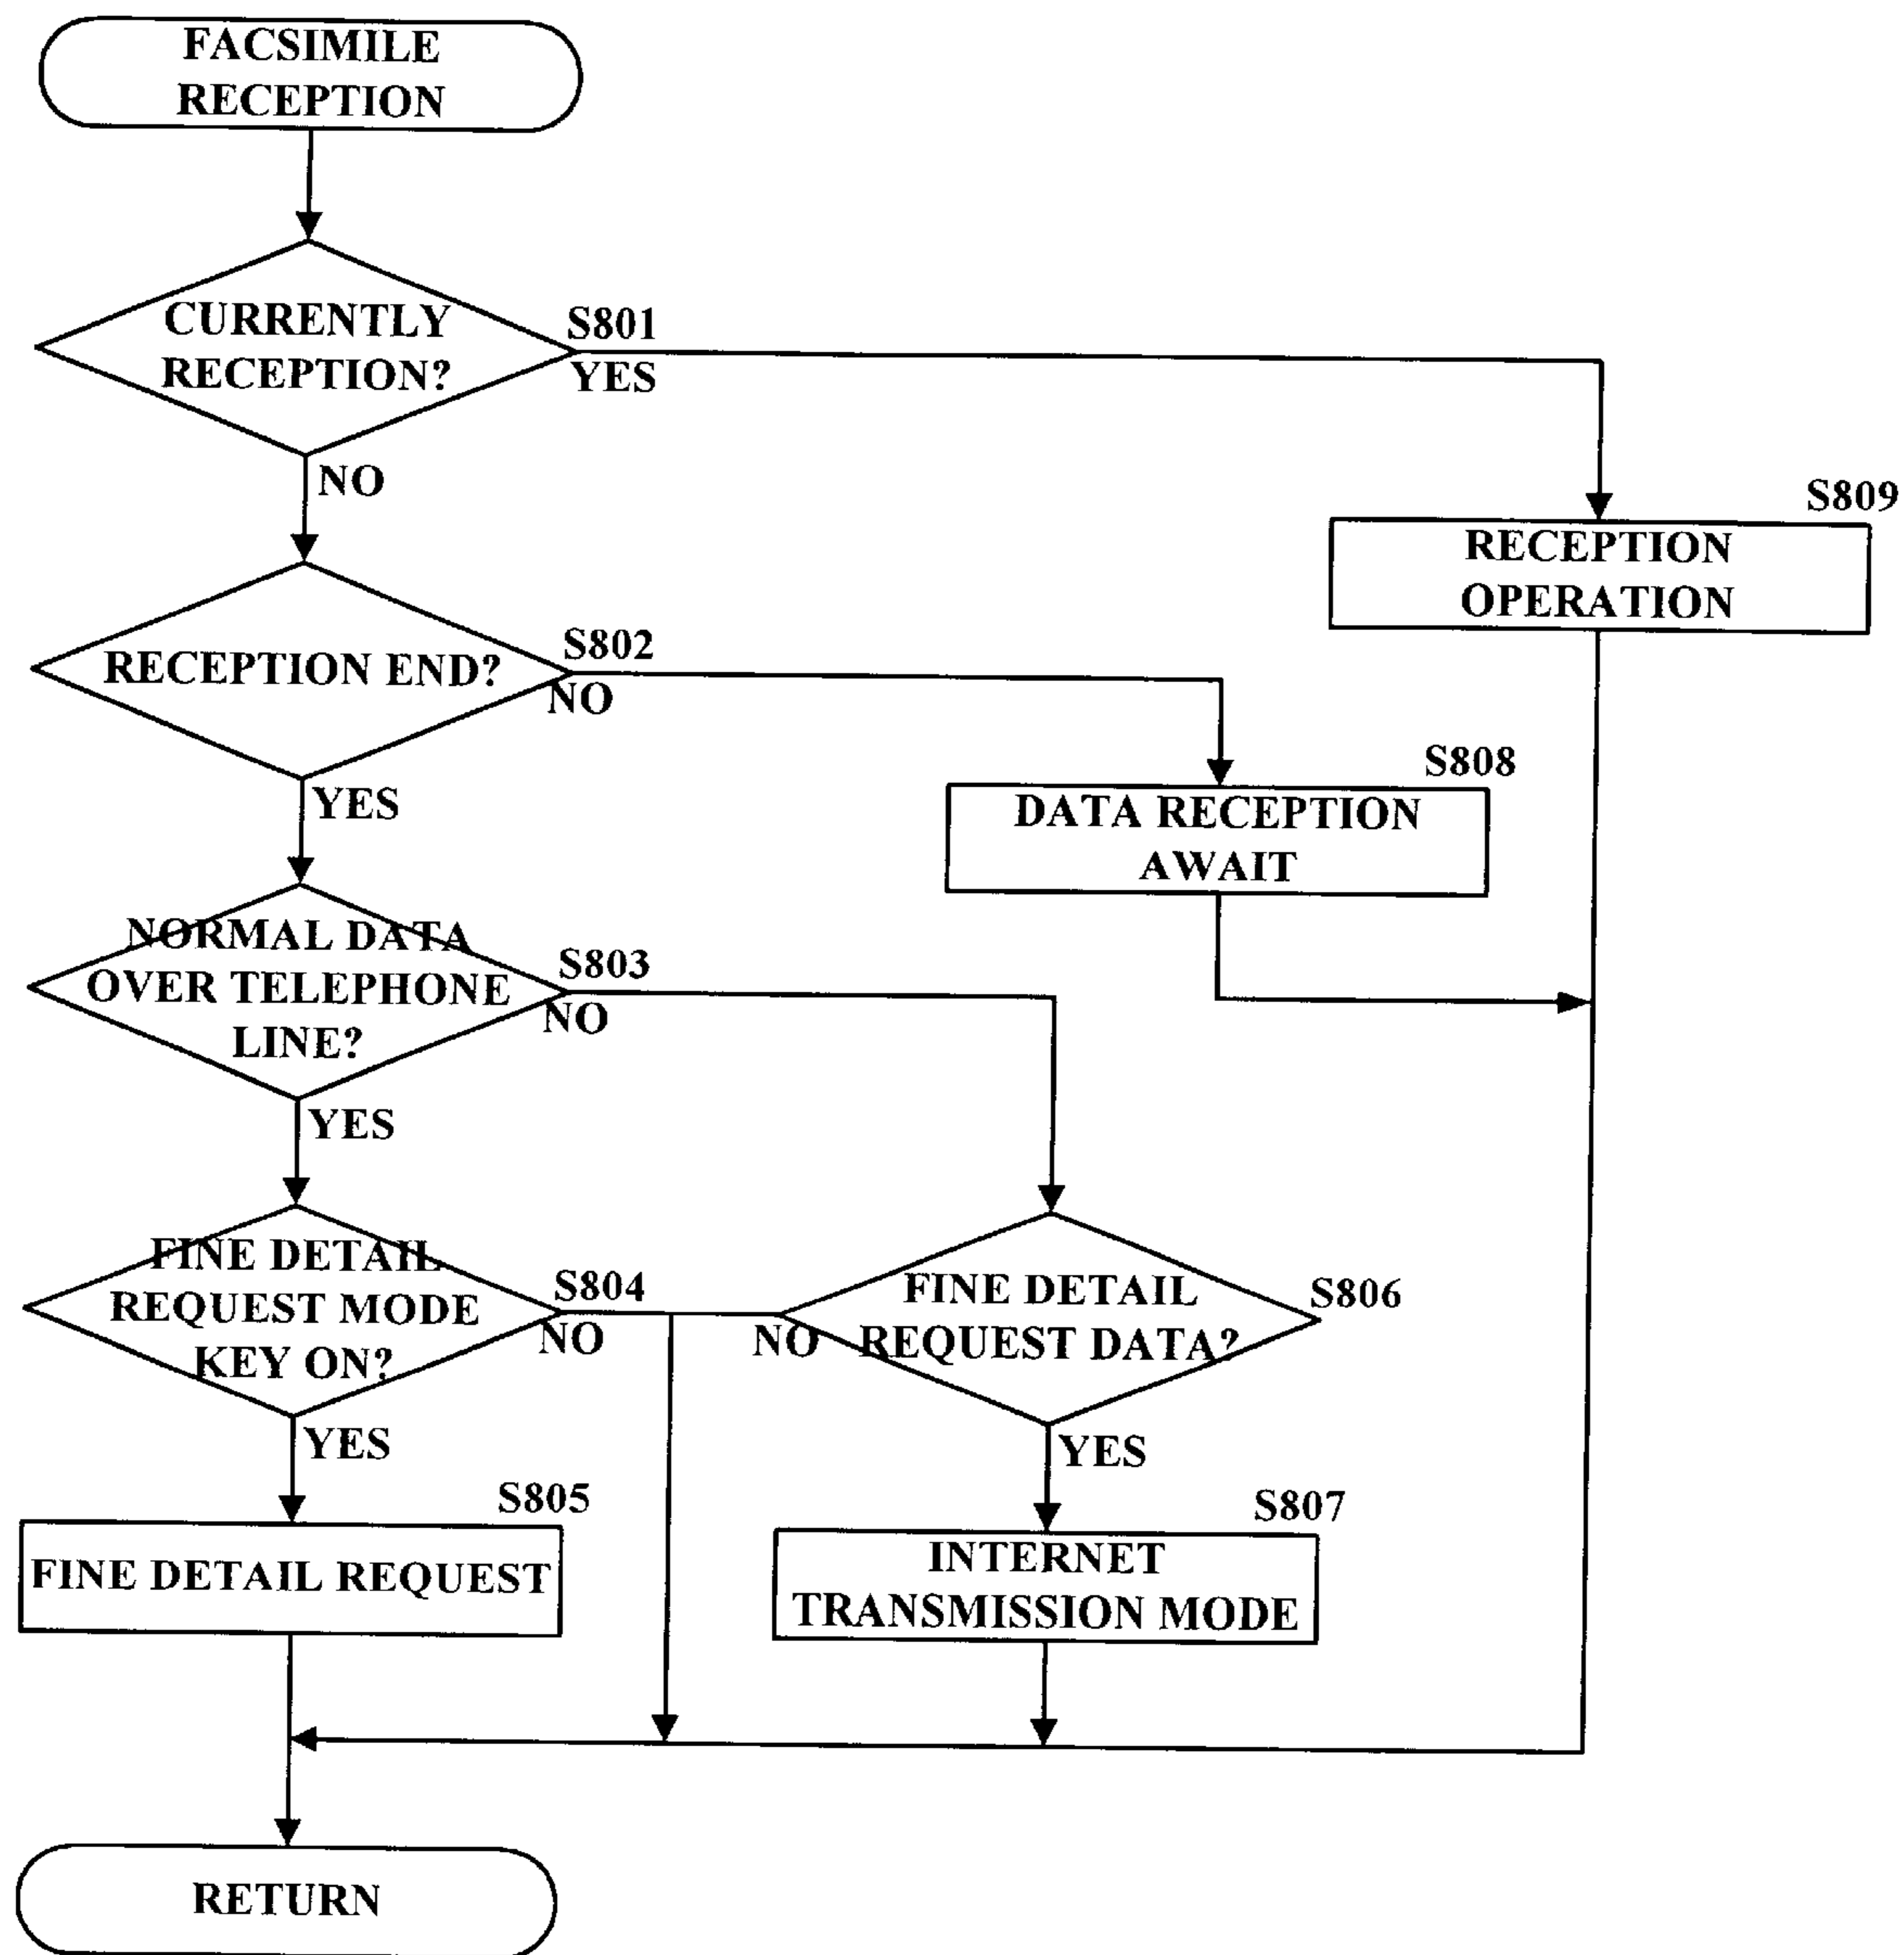 FACSIMILE
RECEPTION
CURRENTLY
RECEPTION?
S801
YES
NO
S809
RECEPTION
OPERATION
RECEPTION END?
S802
NO
YES
S808
DATA RECEPTION
AWAIT
NORMAL DATA
OVER TELEPHONE
LINE?
S803
NO
YES
FINE DETAIL
REQUEST MODE
KEY ON?
S804
NO
YES
FINE DETAIL
REQUEST DATA?
S806
NO
YES
S805
FINE DETAIL REQUEST
S807
INTERNET
TRANSMISSION MODE
RETURN